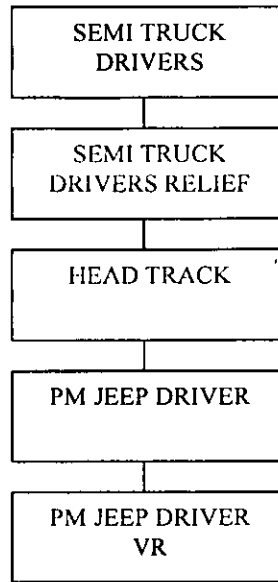 SEMI TRUCK
DRIVERS
SEMI TRUCK
DRIVERS RELIEF
HEAD TRACK
PM JEEP DRIVER
PM JEEP DRIVER
VR